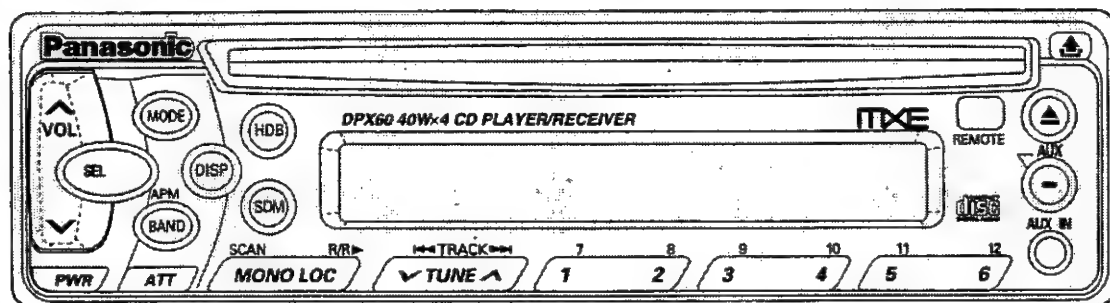 Panasonic
VOL
MODE
HDB
DPX60 40W×4 CD PLAYER/RECEIVER
MXE
REMOTE
SEL
DISP
AUX
APM
BAND
SDM
disc
AUX IN
SCAN R/R▶ |◀◀TRACK▶▶| 7 8 9 10 11 12
PWR ATT MONO LOC TUNE 1 2 3 4 5 6